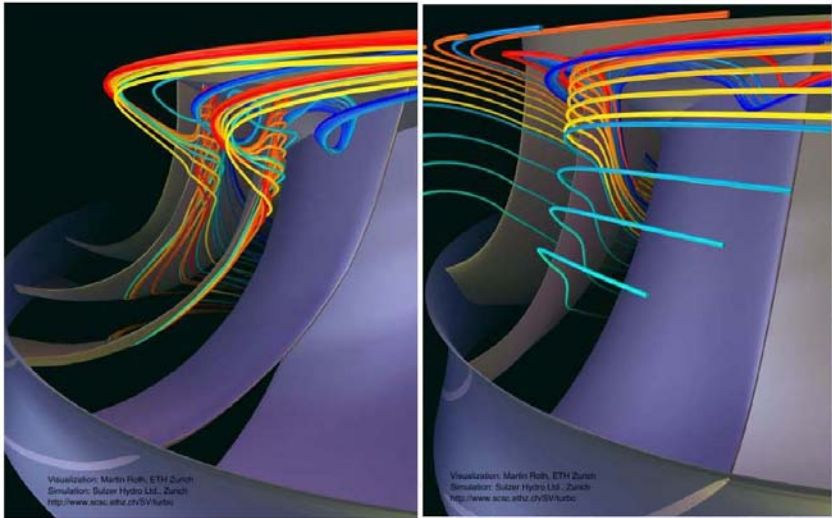 Visualization: Martin Roth, ETH Zurich
Simulation: Sulzer Hydro Ltd., Zurich
http://www.scsc.ethz.ch/SV/turbo
Visualization: Martin Roth, ETH Zurich
Simulation: Sulzer Hydro Ltd., Zurich
http://www.scsc.ethz.ch/SV/turbo